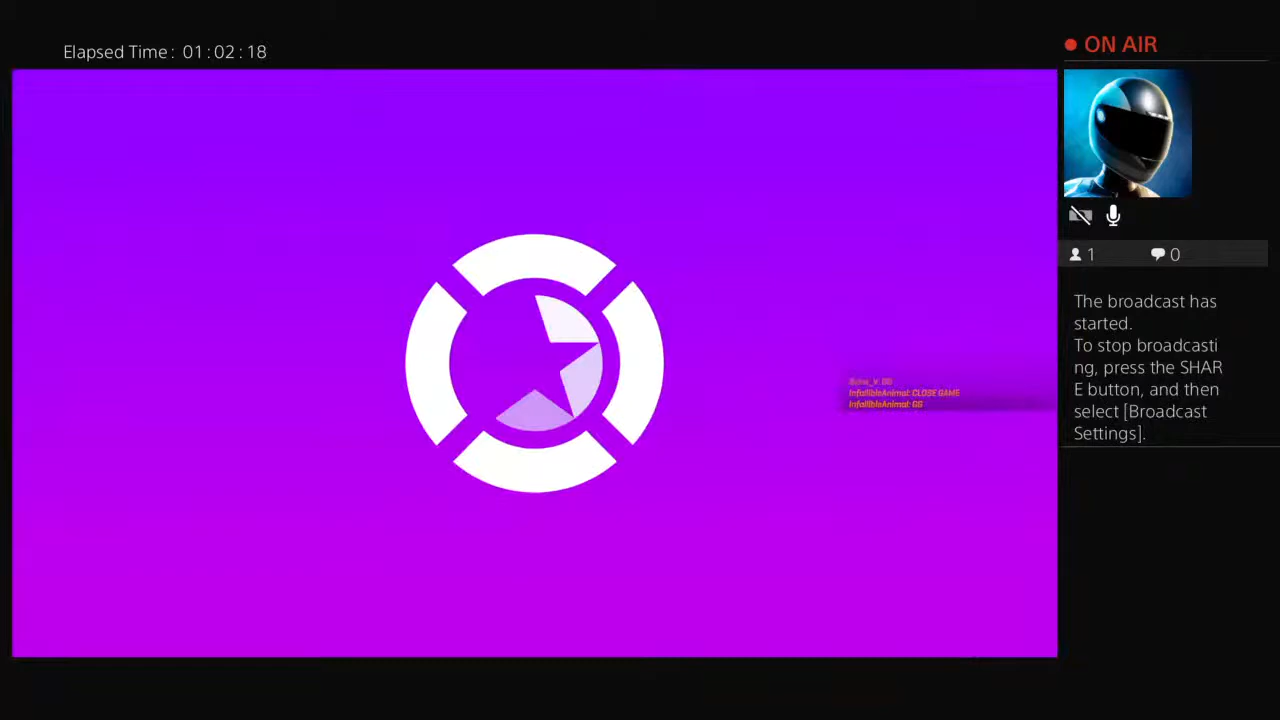 Elapsed Time: 01:02:18
ON AIR
1
0
The broadcast has
started.
To stop broadcasti
ng, press the SHAR
E button, and then
select [Broadcast
Settings].
GG
InfallibleAnimal: CLOSE GAME
InfallibleAnimal: GG